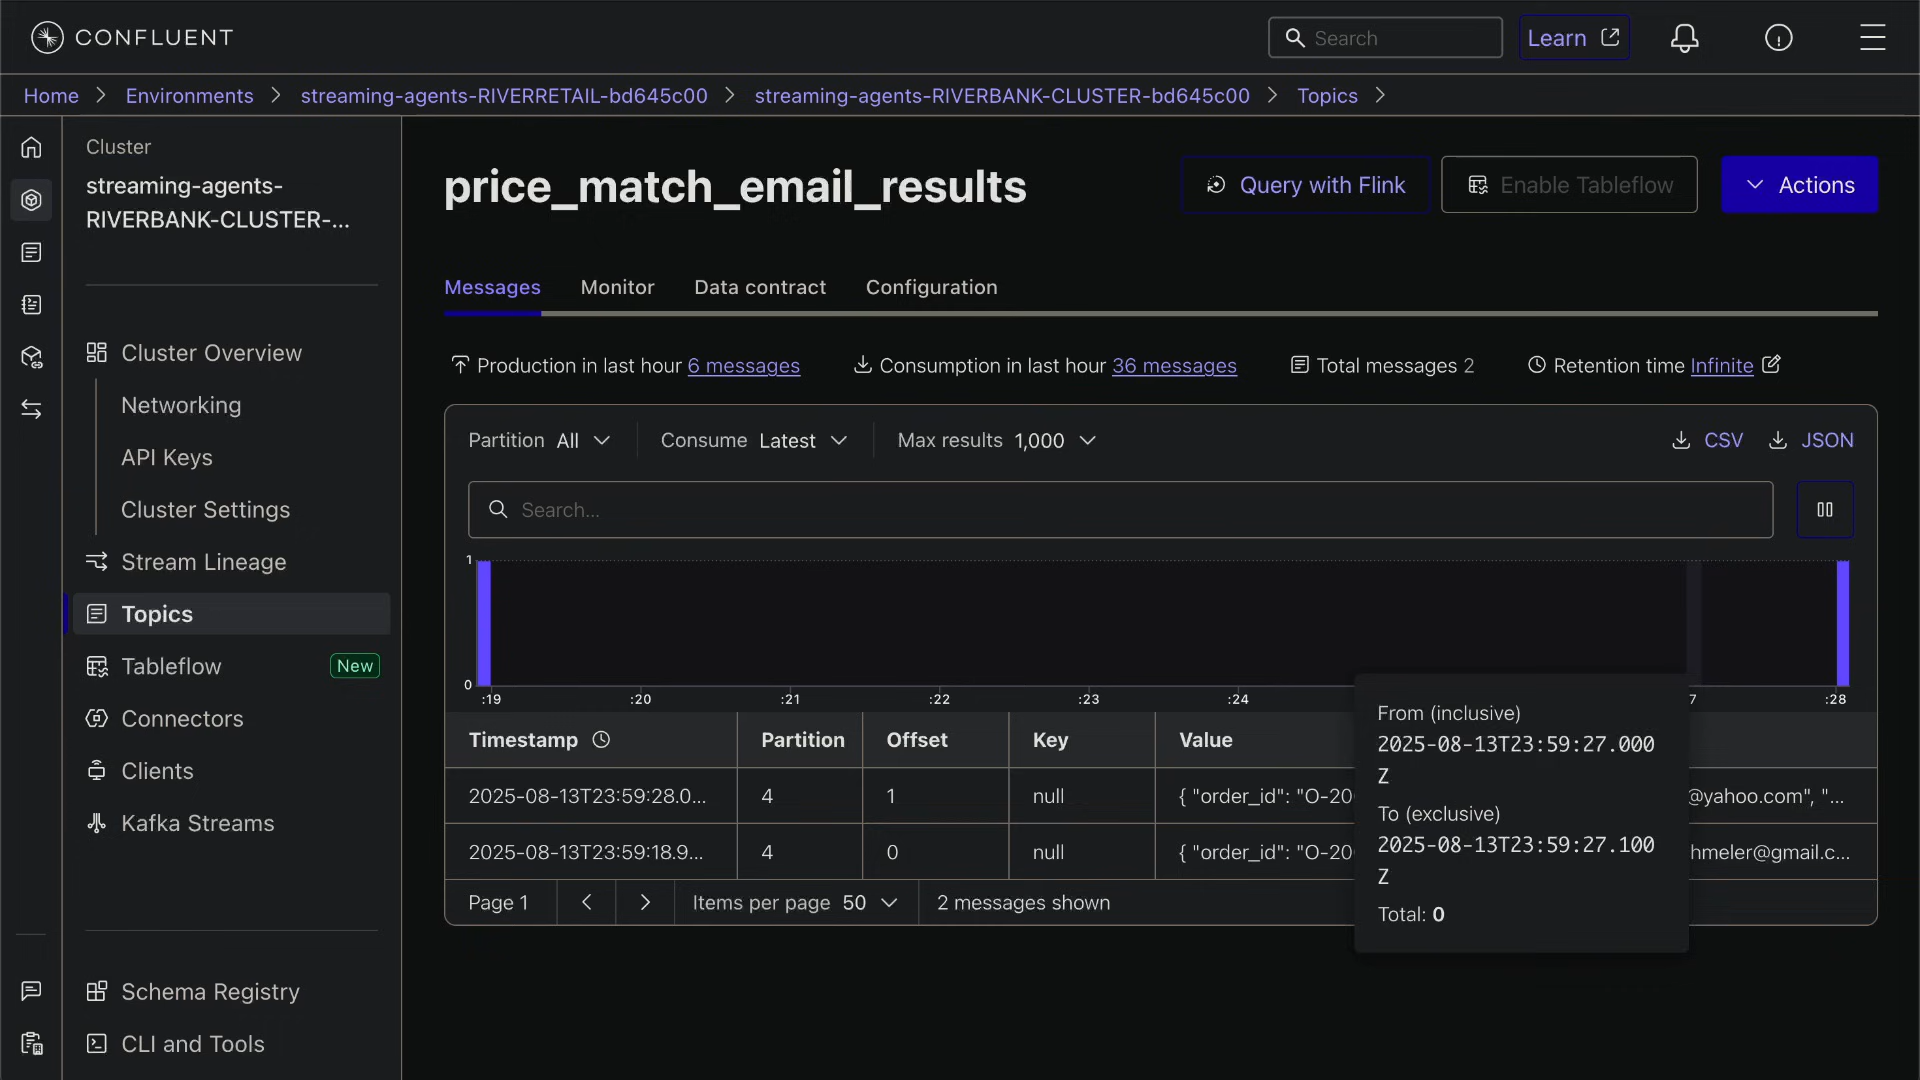 CONFLUENT
Search
Learn
Home > Environments > streaming-agents-RIVERRETAIL-bd645c00 > streaming-agents-RIVERBANK-CLUSTER-bd645c00 > Topics >
Cluster
streaming-agents-
RIVERBANK-CLUSTER-...
Cluster Overview
Networking
API Keys
Cluster Settings
Stream Lineage
Topics
Tableflow New
Connectors
Clients
Kafka Streams
Schema Registry
CLI and Tools
price_match_email_results
Query with Flink
Enable Tableflow
Actions
Messages Monitor Data contract Configuration
Production in last hour 6 messages Consumption in last hour 36 messages Total messages 2 Retention time Infinite
Partition All Consume Latest Max results 1,000 CSV JSON
Search...
1
0
:19 :20 :21 :22 :23 :24 7 :28
Timestamp Partition Offset Key Value
2025-08-13T23:59:28.0... 4 1 null { "order_id": "O-20 @yahoo.com", "...
2025-08-13T23:59:18.9... 4 0 null { "order_id": "O-20 hmeler@gmail.c...
Page 1 Items per page 50 2 messages shown
From (inclusive)
2025-08-13T23:59:27.000
Z
To (exclusive)
2025-08-13T23:59:27.100
Z
Total: 0